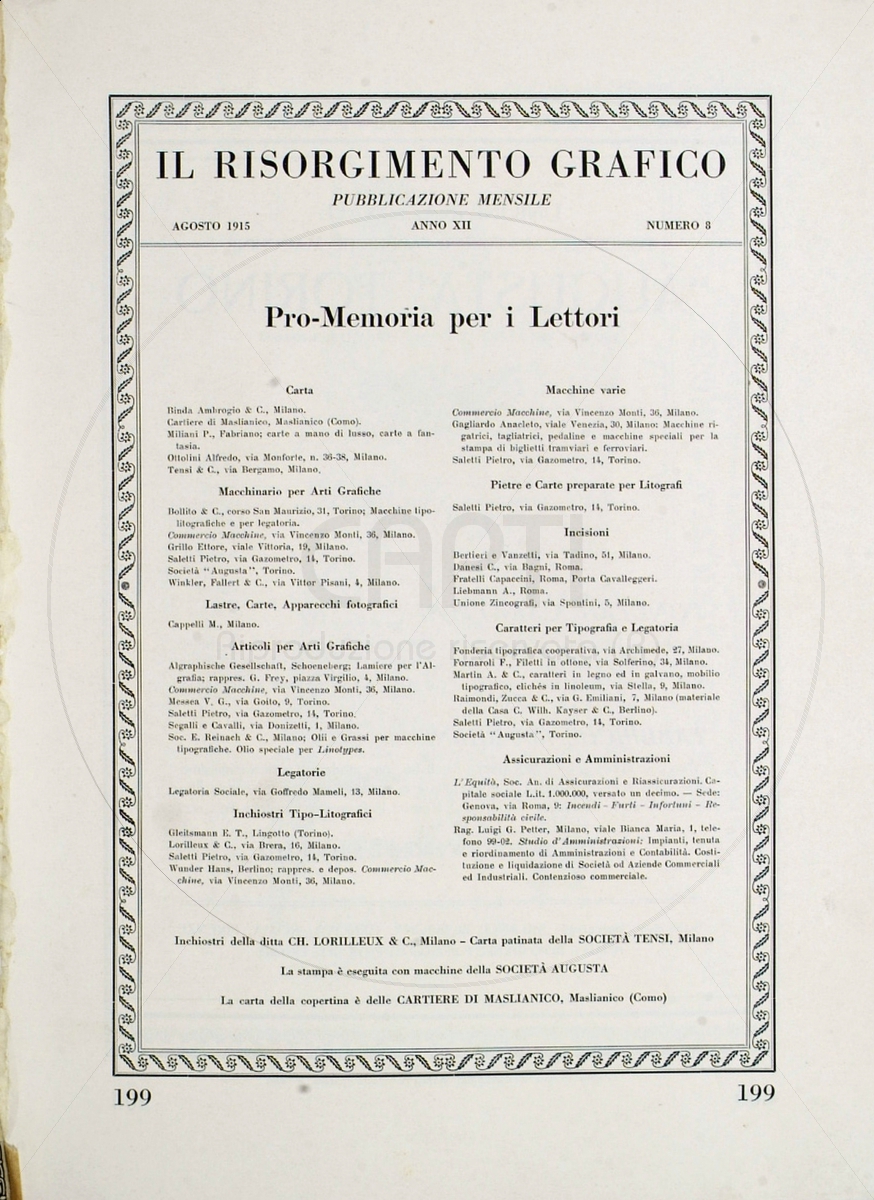 IL RISORGIMENTO GRAFICO
PUBBLICAZIONE MENSILE
AGOSTO 1915 ANNO XII NUMERO 8
Pro-Memoria per i Lettori
Carta
Binda Ambrogio & C., Milano.
Cartiere di Maslianico, Maslianico (Como).
Miliani P., Fabriano; carte a mano di lusso, carte a fan-
tasia.
Ottolini Alfredo, via Monforte, n. 36-38, Milano.
Tensi & C., via Bergamo, Milano.
Macchinario per Arti Grafiche
Bollito & C., corso San Maurizio, 31, Torino; Macchine tipo-
litografiche e per legatoria.
Commercio Macchine, via Vincenzo Monti, 36, Milano.
Grillo Ettore, viale Vittoria, 19, Milano.
Saletti Pietro, via Gazometro, 14, Torino.
Società "Augusta", Torino.
Winkler, Fallert & C., via Vittor Pisani, 4, Milano.
Lastre, Carte, Apparecchi fotografici
Cappelli M., Milano.
Articoli per Arti Grafiche
Algraphische Gesellschaft, Schoeneberg; Lamiere per l'Al-
grafia; rappres. G. Frey, piazza Virgilio, 4, Milano.
Commercio Macchine, via Vincenzo Monti, 36, Milano.
Messea V. G., via Goito, 9, Torino.
Saletti Pietro, via Gazometro, 14, Torino.
Segalli e Cavalli, via Donizetti, 1, Milano.
Soc. E. Reinach & C., Milano; Olii e Grassi per macchine
tipografiche. Olio speciale per Linotypes.
Legatorie
Legatoria Sociale, via Goffredo Mameli, 13, Milano.
Inchiostri Tipo-Litografici
Gleitsmann E. T., Lingotto (Torino).
Lorilleux & C., via Brera, 16, Milano.
Saletti Pietro, via Gazometro, 14, Torino.
Wunder Hans, Berlino; rappres. e depos. Commercio Mac-
chine, via Vincenzo Monti, 36, Milano.
Macchine varie
Commercio Macchine, via Vincenzo Monti, 36, Milano.
Gagliardo Anacleto, viale Venezia, 30, Milano: Macchine ri-
gatrici, tagliatrici, pedaline e macchine speciali per la
stampa di biglietti tramviari e ferroviari.
Saletti Pietro, via Gazometro, 14, Torino.
Pietre e Carte preparate per Litografi
Saletti Pietro, via Gazometro, 14, Torino.
Incisioni
Bertieri e Vanzetti, via Tadino, 51, Milano.
Danesi C., via Bagni, Roma.
Fratelli Capaccini, Roma, Porta Cavalleggeri.
Liebmann A., Roma.
Unione Zincografi, via Spontini, 5, Milano.
Caratteri per Tipografia e Legatoria
Fonderia tipografica cooperativa, via Archimede, 27, Milano.
Fornaroli F., Filetti in ottone, via Solferino, 34, Milano.
Martin A. & C., caratteri in legno ed in galvano, mobilio
tipografico, clichés in linoleum, via Stella, 9, Milano.
Raimondi, Zucca & C., via G. Emiliani, 7, Milano (materiale
della Casa C. Wilh. Kayser & C., Berlino).
Saletti Pietro, via Gazometro, 14, Torino.
Società "Augusta", Torino.
Assicurazioni e Amministrazioni
L'Equità, Soc. An. di Assicurazioni e Riassicurazioni. Ca-
pitale sociale L.it. 1.000.000, versato un decimo. — Sede:
Genova, via Roma, 9: Incendi - Furti - Infortuni - Re-
sponsabilità civile.
Rag. Luigi G. Petter, Milano, viale Bianca Maria, 1, tele-
fono 99-02. Studio d'Amministrazioni: Impianti, tenuta
e riordinamento di Amministrazioni e Contabilità. Costi-
tuzione e liquidazione di Società od Aziende Commerciali
ed Industriali. Contenzioso commerciale.
Inchiostri della ditta CH. LORILLEUX & C., Milano - Carta patinata della SOCIETÀ TENSI, Milano
La stampa è eseguita con macchine della SOCIETÀ AUGUSTA
La carta della copertina è delle CARTIERE DI MASLIANICO, Maslianico (Como)
199 199